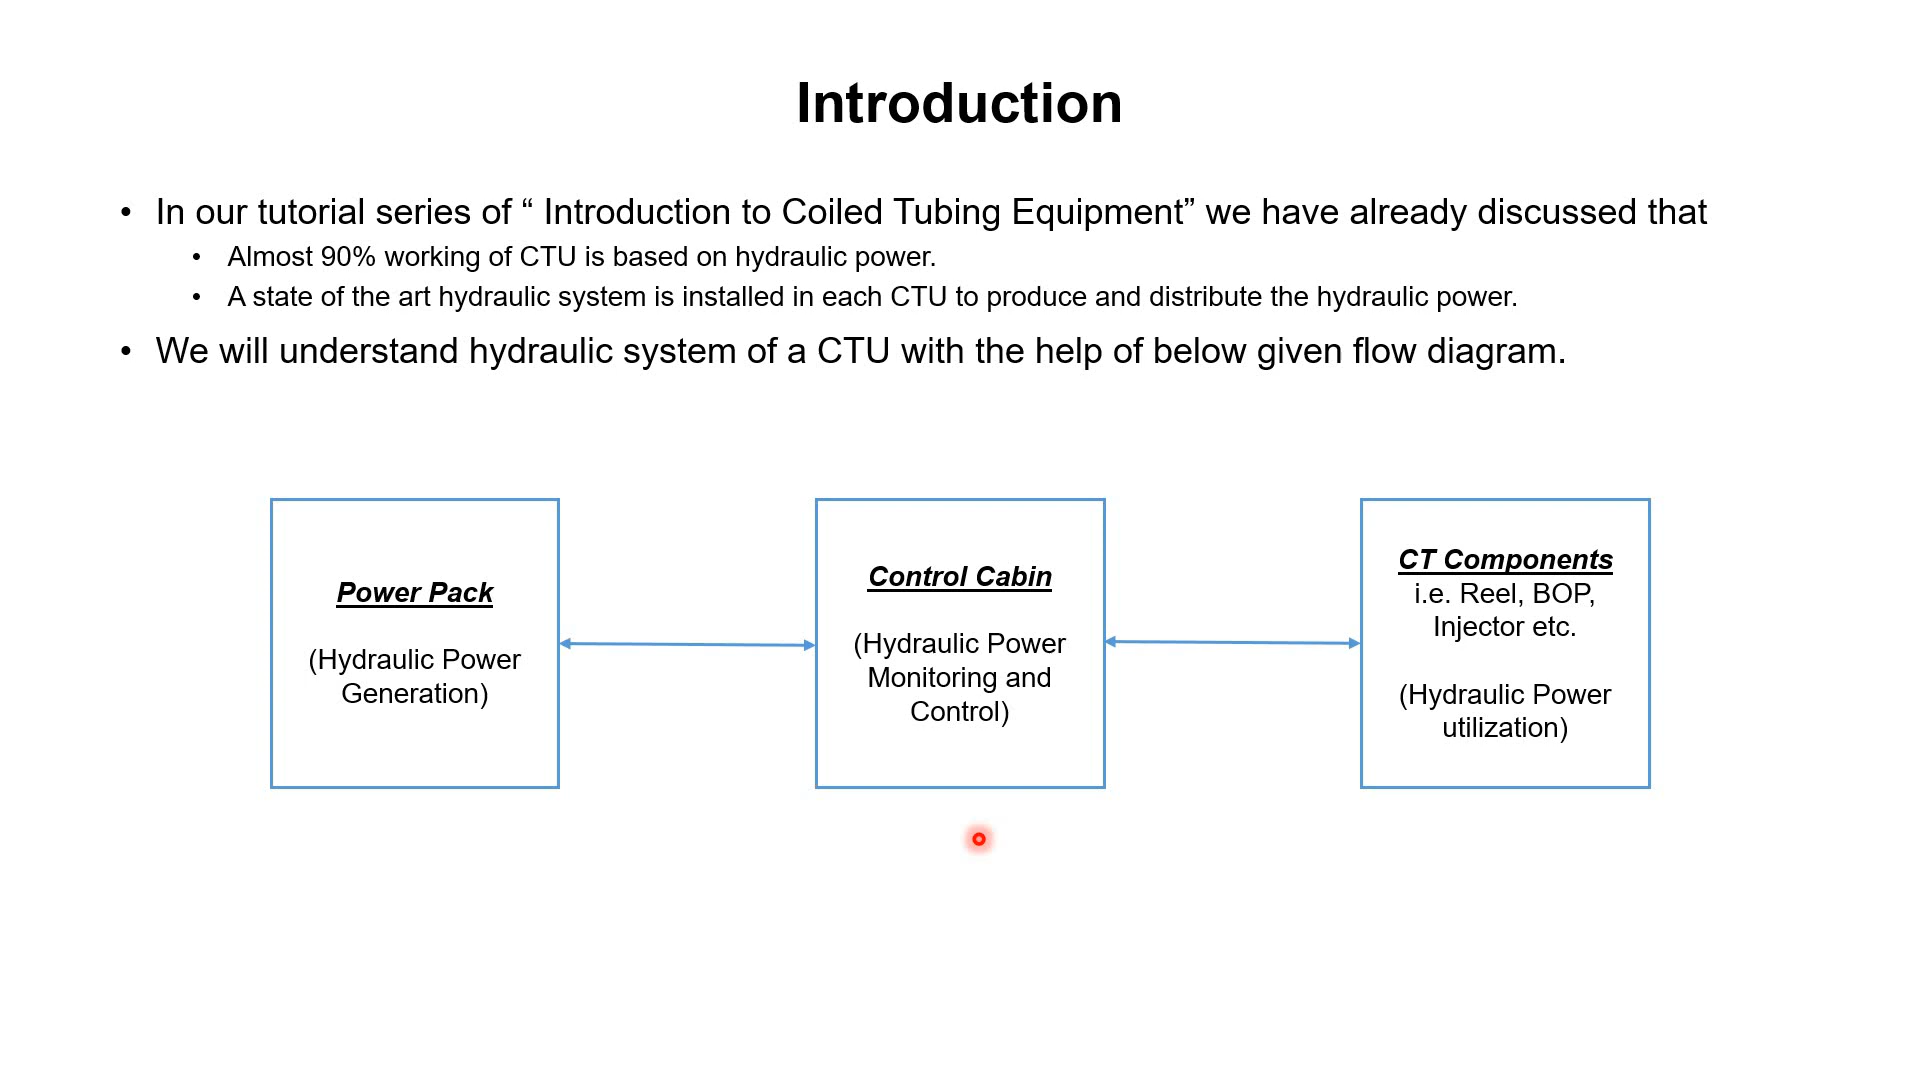 Introduction
• In our tutorial series of “ Introduction to Coiled Tubing Equipment” we have already discussed that
• Almost 90% working of CTU is based on hydraulic power.
• A state of the art hydraulic system is installed in each CTU to produce and distribute the hydraulic power.
• We will understand hydraulic system of a CTU with the help of below given flow diagram.
Power Pack
(Hydraulic Power
Generation)
Control Cabin
(Hydraulic Power
Monitoring and
Control)
CT Components
i.e. Reel, BOP,
Injector etc.
(Hydraulic Power
utilization)